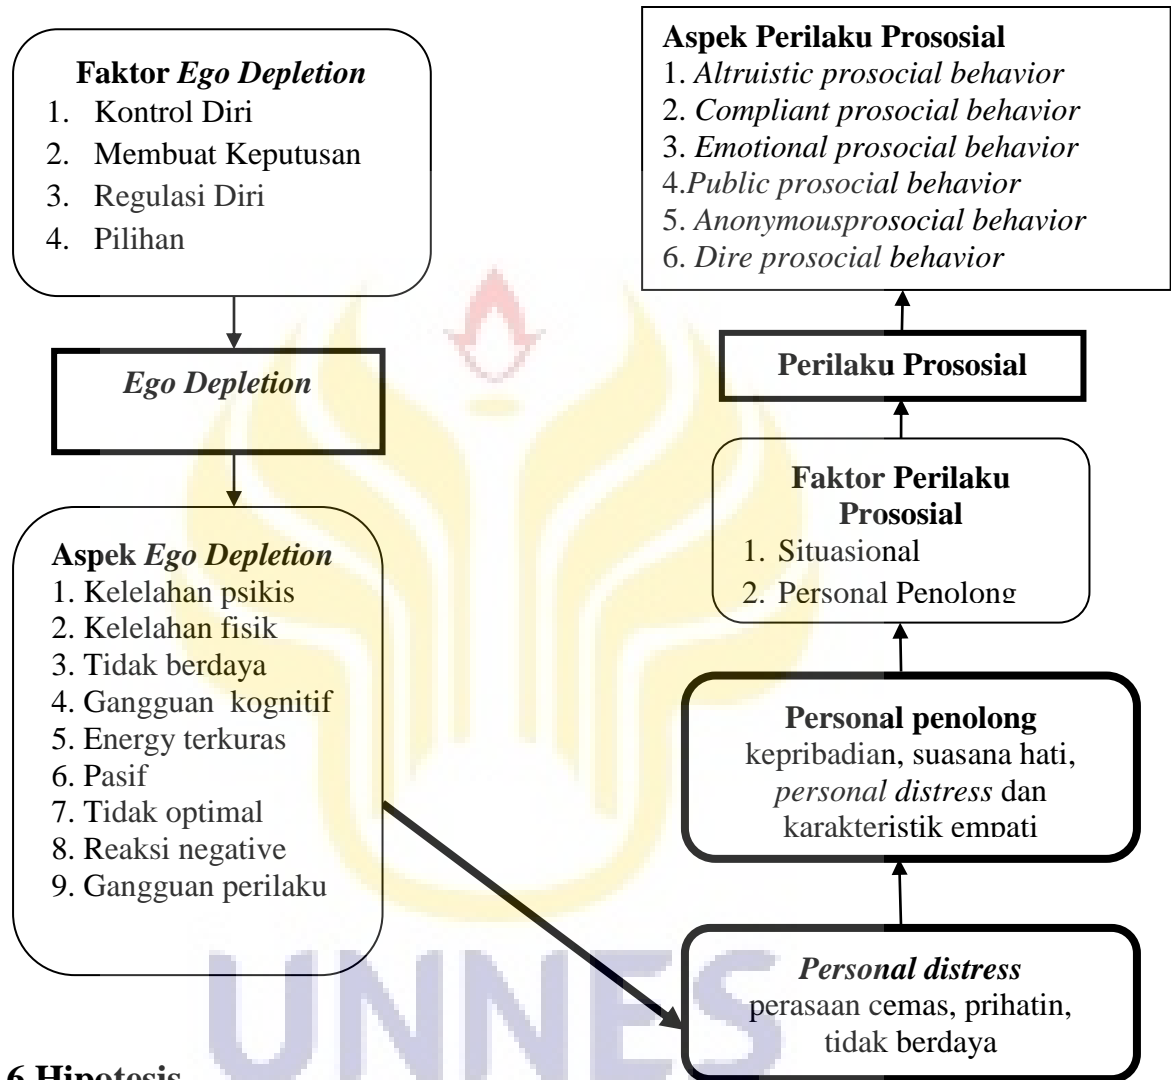 Faktor Ego Depletion
1. Kontrol Diri
2. Membuat Keputusan
3. Regulasi Diri
4. Pilihan
Ego Depletion
Aspek Ego Depletion
1. Kelelahan psikis
2. Kelelahan fisik
3. Tidak berdaya
4. Gangguan kognitif
5. Energy terkuras
6. Pasif
7. Tidak optimal
8. Reaksi negative
9. Gangguan perilaku
Aspek Perilaku Prososial
1. Altruistic prosocial behavior
2. Compliant prosocial behavior
3. Emotional prosocial behavior
4.Public prosocial behavior
5. Anonymousprosocial behavior
6. Dire prosocial behavior
Perilaku Prososial
Faktor Perilaku
Prososial
1. Situasional
2. Personal Penolong
Personal penolong
kepribadian, suasana hati,
personal distress dan
karakteristik empati
Personal distress
perasaan cemas, prihatin,
tidak berdaya
UNNES
6 Hipotesis